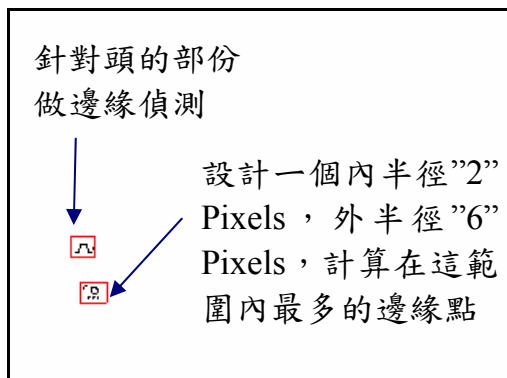 針對頭的部份
做邊緣偵測
設計一個內半徑”2”
Pixels，外半徑”6”
Pixels，計算在這範
圍內最多的邊緣點